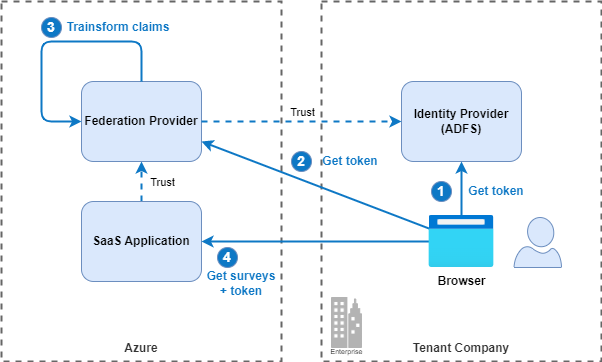 3 Trainsform claims
Federation Provider
Trust
Identity Provider
(ADFS)
2 Get token
Trust
1 Get token
SaaS Application
4
Get surveys
+ token
Browser
Enterprise
Azure
Tenant Company